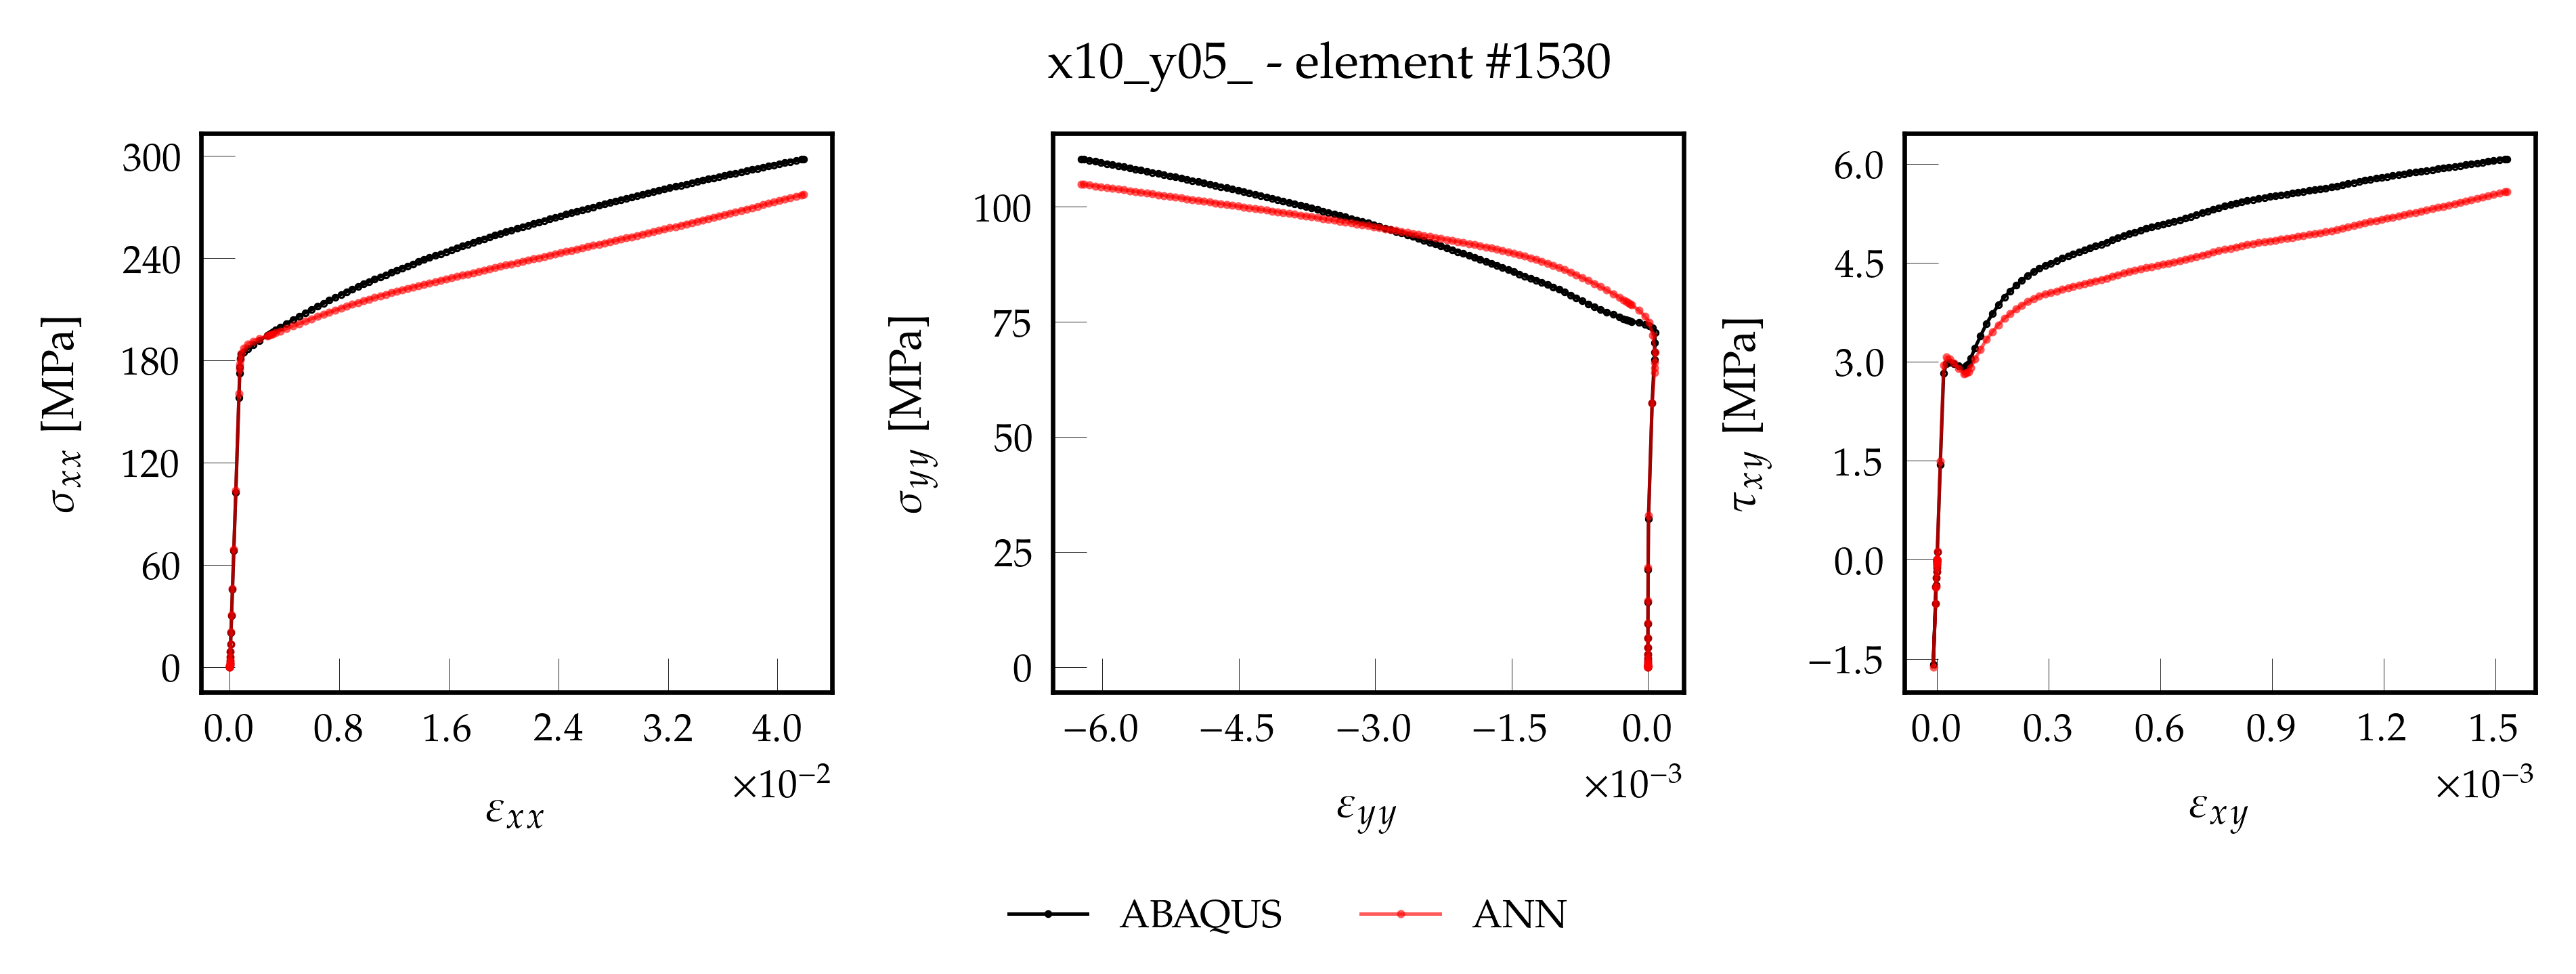 x10_y05_ - element #1530
σxx [MPa]
300
240
180
120
60
0
0.0 0.8 1.6 2.4 3.2 4.0
×10−2
εxx
σyy [MPa]
100
75
50
25
0
−6.0 −4.5 −3.0 −1.5 0.0
×10−3
εyy
τxy [MPa]
6.0
4.5
3.0
1.5
0.0
−1.5
0.0 0.3 0.6 0.9 1.2 1.5
×10−3
εxy
ABAQUS ANN